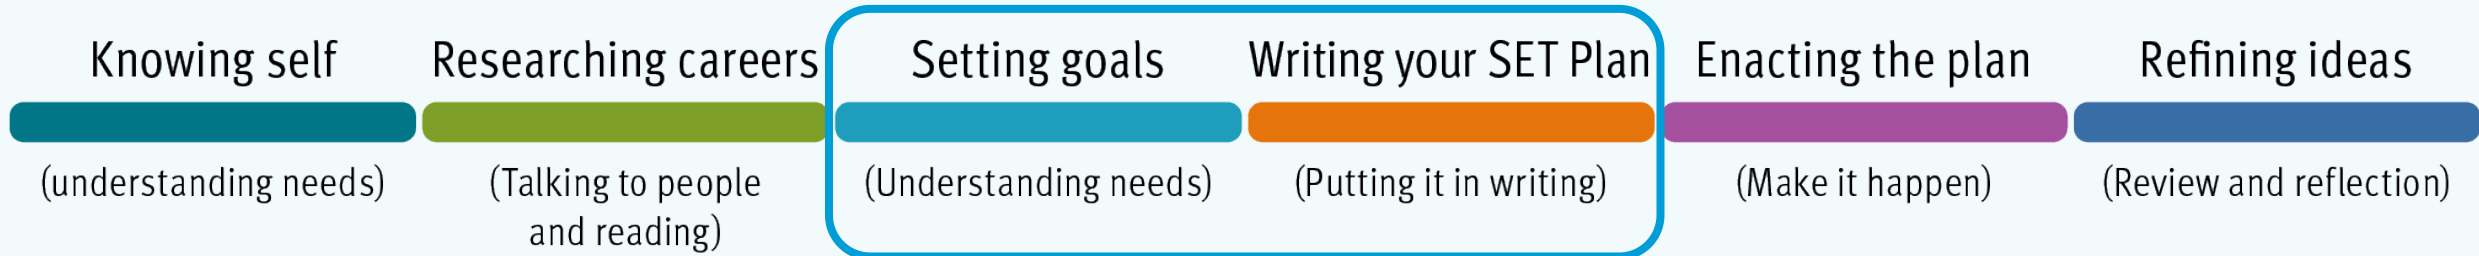 Knowing self
(understanding needs)
Researching careers
(Talking to people
and reading)
Setting goals
(Understanding needs)
Writing your SET Plan
(Putting it in writing)
Enacting the plan
(Make it happen)
Refining ideas
(Review and reflection)